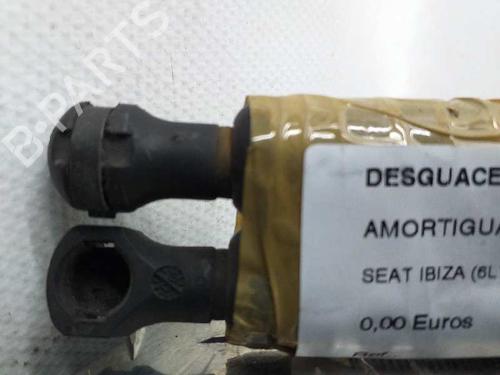 B-PARTS
DESGUACE
AMORTIGUA
SEAT IBIZA (6L
0,00 Euros